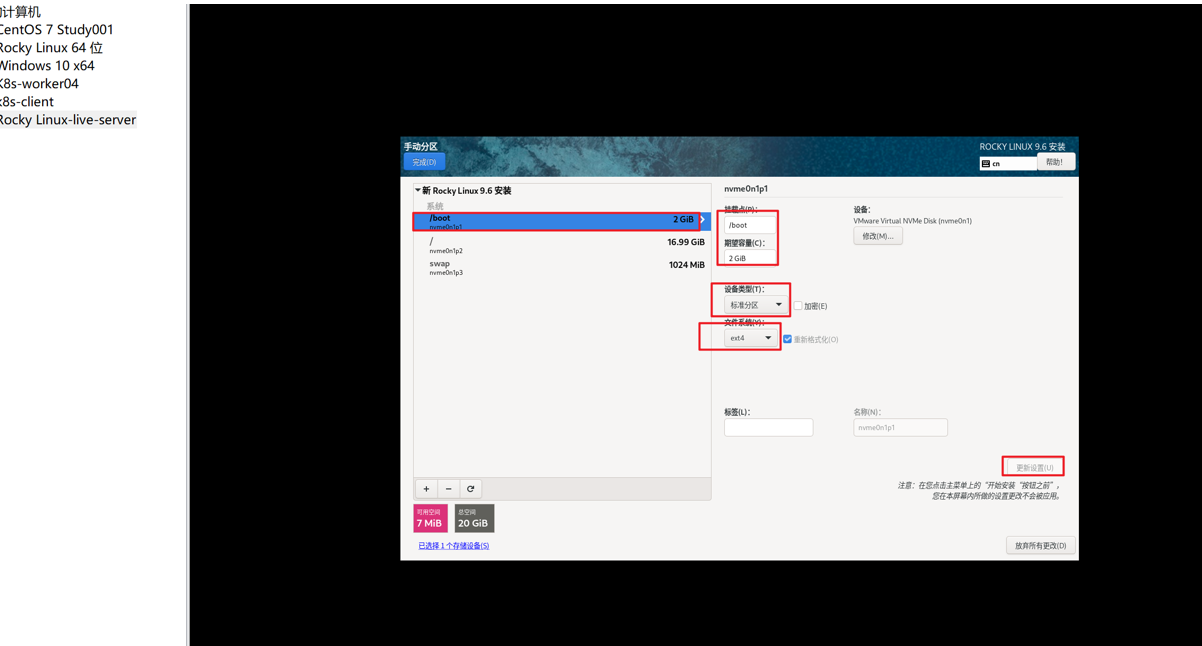 的计算机
CentOS 7 Study001
Rocky Linux 64 位
Windows 10 x64
K8s-worker04
k8s-client
Rocky Linux-live-server
手动分区
ROCKY LINUX 9.6 安装
完成(D)
cn
帮助!
新 Rocky Linux 9.6 安装
系统
/boot
2 GiB
nvme0n1p1
/
16.99 GiB
nvme0n1p2
swap
1024 MiB
nvme0n1p3
nvme0n1p1
挂载点(P):
/boot
期望容量(C):
2 GiB
设备:
VMware Virtual NVMe Disk (nvme0n1)
修改(M)...
设备类型(T):
标准分区
加密(E)
文件系统(Y):
ext4
重新格式化(O)
标签(L):
名称(N):
nvme0n1p1
更新设置(U)
注意：在您点击主菜单上的“开始安装“按钮之前”，
您在本屏幕内所做的设置更改不会被应用。
+
-
可用空间
7 MiB
总空间
20 GiB
已选择 1 个存储设备(S)
放弃所有更改(D)